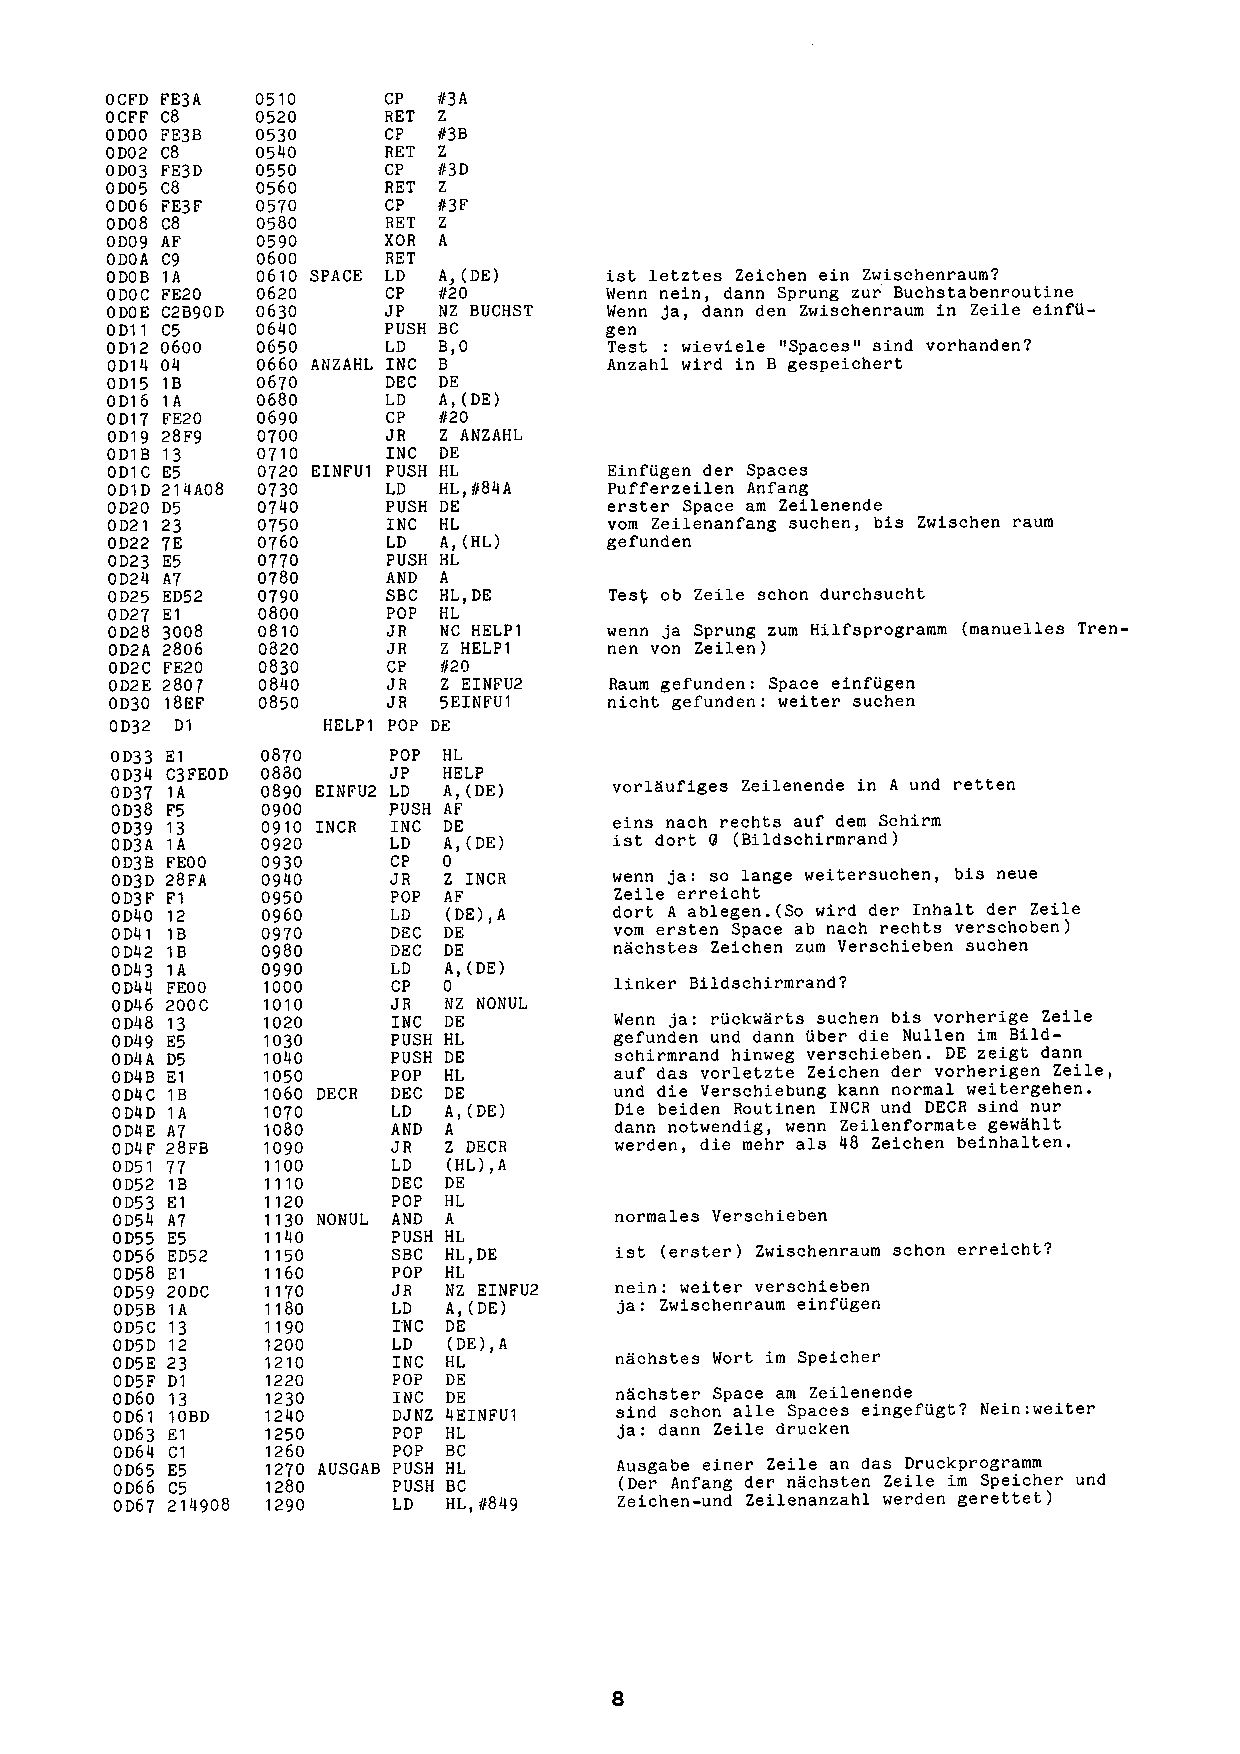 0CFD FE3A 0510 CP #3A
0CFF C8 0520 RET Z
0D00 FE3B 0530 CP #3B
0D02 C8 0540 RET Z
0D03 FE3D 0550 CP #3D
0D05 C8 0560 RET Z
0D06 FE3F 0570 CP #3F
0D08 C8 0580 RET Z
0D09 AF 0590 XOR A
0D0A C9 0600 RET
0D0B 1A 0610 SPACE LD A,(DE) ist letztes Zeichen ein Zwischenraum?
0D0C FE20 0620 CP #20 Wenn nein, dann Sprung zur Buchstabenroutine
0D0E C2B90D 0630 JP NZ BUCHST Wenn ja, dann den Zwischenraum in Zeile einfü-
0D11 C5 0640 PUSH BC gen
0D12 0600 0650 LD B,0 Test : wieviele "Spaces" sind vorhanden?
0D14 04 0660 ANZAHL INC B Anzahl wird in B gespeichert
0D15 1B 0670 DEC DE
0D16 1A 0680 LD A,(DE)
0D17 FE20 0690 CP #20
0D19 28F9 0700 JR Z ANZAHL
0D1B 13 0710 INC DE
0D1C E5 0720 EINFU1 PUSH HL Einfügen der Spaces
0D1D 214A08 0730 LD HL,#84A Pufferzeilen Anfang
0D20 D5 0740 PUSH DE erster Space am Zeilenende
0D21 23 0750 INC HL vom Zeilenanfang suchen, bis Zwischen raum
0D22 7E 0760 LD A,(HL) gefunden
0D23 E5 0770 PUSH HL
0D24 A7 0780 AND A
0D25 ED52 0790 SBC HL,DE Test ob Zeile schon durchsucht
0D27 E1 0800 POP HL
0D28 3008 0810 JR NC HELP1 wenn ja Sprung zum Hilfsprogramm (manuelles Tren-
0D2A 2806 0820 JR Z HELP1 nen von Zeilen)
0D2C FE20 0830 CP #20
0D2E 2807 0840 JR Z EINFU2 Raum gefunden: Space einfügen
0D30 18EF 0850 JR 5EINFU1 nicht gefunden: weiter suchen
0D32 D1 HELP1 POP DE
0D33 E1 0870 POP HL
0D34 C3FE0D 0880 JP HELP
0D37 1A 0890 EINFU2 LD A,(DE) vorläufiges Zeilenende in A und retten
0D38 F5 0900 PUSH AF
0D39 13 0910 INCR INC DE eins nach rechts auf dem Schirm
0D3A 1A 0920 LD A,(DE) ist dort 0 (Bildschirmrand)
0D3B FE00 0930 CP 0
0D3D 28FA 0940 JR Z INCR wenn ja: so lange weitersuchen, bis neue
0D3F F1 0950 POP AF Zeile erreicht
0D40 12 0960 LD (DE),A dort A ablegen.(So wird der Inhalt der Zeile
0D41 1B 0970 DEC DE vom ersten Space ab nach rechts verschoben)
0D42 1B 0980 DEC DE nächstes Zeichen zum Verschieben suchen
0D43 1A 0990 LD A,(DE)
0D44 FE00 1000 CP 0 linker Bildschirmrand?
0D46 200C 1010 JR NZ NONUL
0D48 13 1020 INC DE Wenn ja: rückwärts suchen bis vorherige Zeile
0D49 E5 1030 PUSH HL gefunden und dann über die Nullen im Bild-
0D4A D5 1040 PUSH DE schirmrand hinweg verschieben. DE zeigt dann
0D4B E1 1050 POP HL auf das vorletzte Zeichen der vorherigen Zeile,
0D4C 1B 1060 DECR DEC DE und die Verschiebung kann normal weitergehen.
0D4D 1A 1070 LD A,(DE) Die beiden Routinen INCR und DECR sind nur
0D4E A7 1080 AND A dann notwendig, wenn Zeilenformate gewählt
0D4F 28FB 1090 JR Z DECR werden, die mehr als 48 Zeichen beinhalten.
0D51 77 1100 LD (HL),A
0D52 1B 1110 DEC DE
0D53 E1 1120 POP HL
0D54 A7 1130 NONUL AND A normales Verschieben
0D55 E5 1140 PUSH HL
0D56 ED52 1150 SBC HL,DE ist (erster) Zwischenraum schon erreicht?
0D58 E1 1160 POP HL
0D59 20DC 1170 JR NZ EINFU2 nein: weiter verschieben
0D5B 1A 1180 LD A,(DE) ja: Zwischenraum einfügen
0D5C 13 1190 INC DE
0D5D 12 1200 LD (DE),A
0D5E 23 1210 INC HL nächstes Wort im Speicher
0D5F D1 1220 POP DE
0D60 13 1230 INC DE nächster Space am Zeilenende
0D61 10BD 1240 DJNZ 4EINFU1 sind schon alle Spaces eingefügt? Nein:weiter
0D63 E1 1250 POP HL ja: dann Zeile drucken
0D64 C1 1260 POP BC
0D65 E5 1270 AUSGAB PUSH HL Ausgabe einer Zeile an das Druckprogramm
0D66 C5 1280 PUSH BC (Der Anfang der nächsten Zeile im Speicher und
0D67 214908 1290 LD HL,#849 Zeichen-und Zeilenanzahl werden gerettet)
8